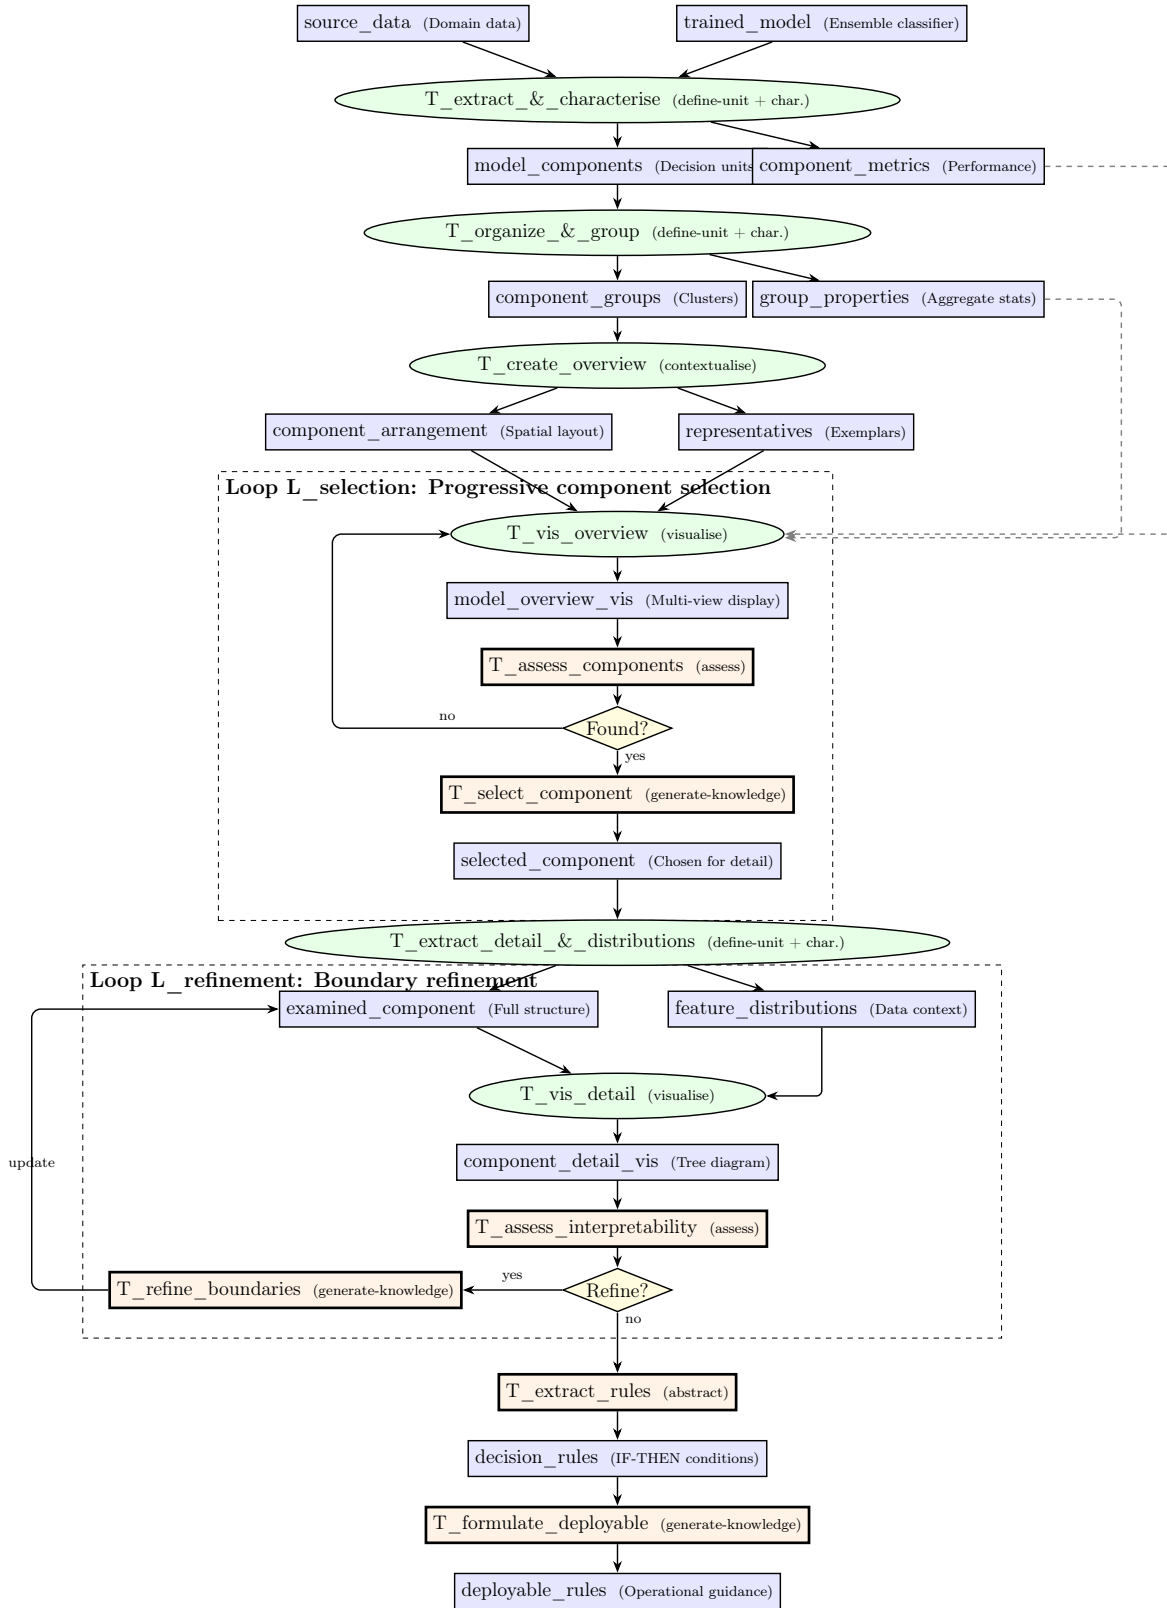 source_data (Domain data)
trained_model (Ensemble classifier)
T_extract_&_characterise (define-unit + char.)
model_components (Decision units
component_metrics (Performance)
T_organize_&_group (define-unit + char.)
component_groups (Clusters)
group_properties (Aggregate stats)
T_create_overview (contextualise)
component_arrangement (Spatial layout)
representatives (Exemplars)
Loop L_selection: Progressive component selection
T_vis_overview (visualise)
model_overview_vis (Multi-view display)
T_assess_components (assess)
no
Found?
yes
T_select_component (generate-knowledge)
selected_component (Chosen for detail)
T_extract_detail_&_distributions (define-unit + char.)
Loop L_refinement: Boundary refinement
examined_component (Full structure)
feature_distributions (Data context)
T_vis_detail (visualise)
component_detail_vis (Tree diagram)
update
T_assess_interpretability (assess)
T_refine_boundaries (generate-knowledge)
yes
Refine?
no
T_extract_rules (abstract)
decision_rules (IF-THEN conditions)
T_formulate_deployable (generate-knowledge)
deployable_rules (Operational guidance)